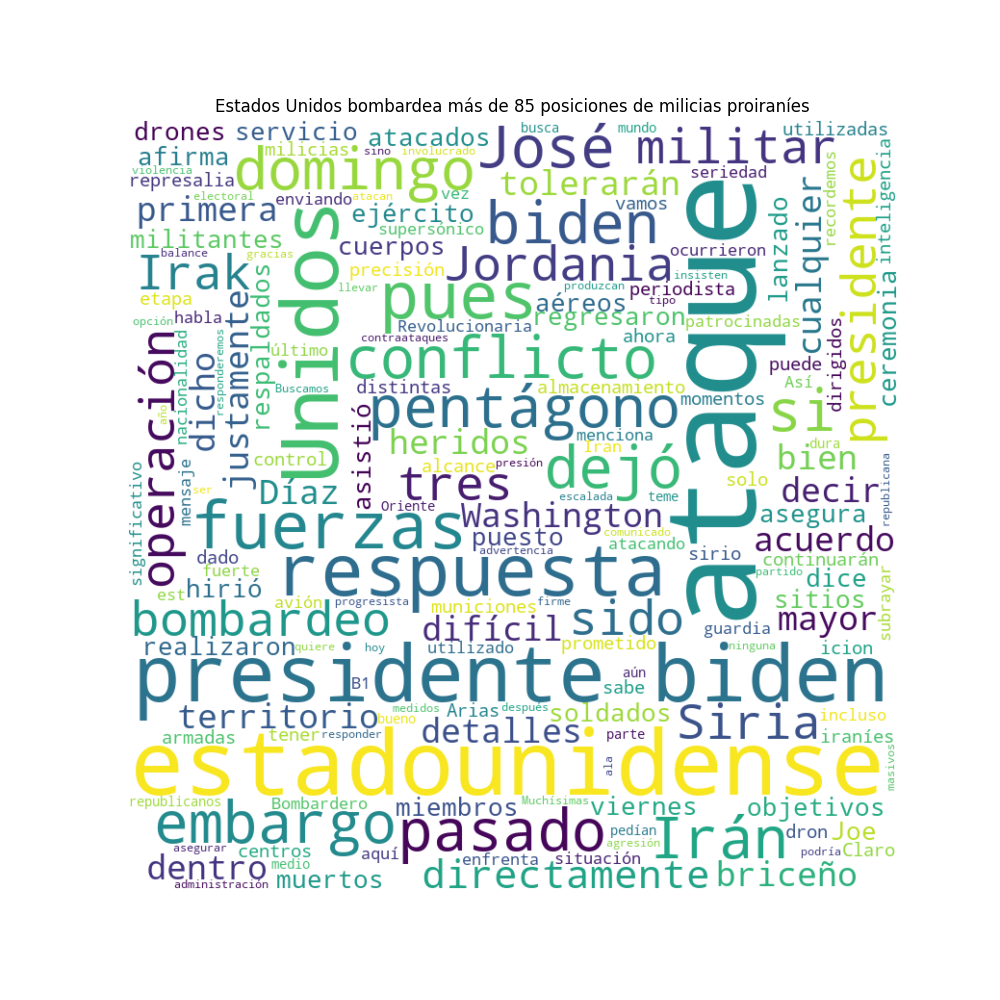 Estados Unidos bombardea más de 85 posiciones de milicias proiraníes
drones
servicio
atacados
busca
mundo
utilizadas
afirma
milicias
sino
involucrado
José
militar
violencia
represalia
domingo
electoral
enviando
atacan
vez
tolerarán
seriedad
presidente
inteligencia
recordemos
primera
ejército
supersónico
biden
vamos
ataque
lanzado
cualquier
militantes
balance
gracias
Unidos
cuerpos
Jordania
ocurrieron
Irak
precisión
llevar
pues
produzcan
insisten
periodista
tipo
ceremonia
etapa
habla
opción
respaldados
aéreos
regresaron
patrocinadas
Revolucionaria
contraataques
ahora
operación
nacionalidad
responderemos
justamente
último
conflicto
puede
dirigidos
Así
dicho
Buscamos
distintas
almacenamiento
momentos
año
asistió
pentágono
si
dura
heridos
menciona
Iran
control
alcance
presión
dejó
solo
bien
republicana
mensaje
ser
significativo
Díaz
tres
Oriente
escalada
teme
decir
fuerzas
Washington
comunicado
asegura
puesto
atacando
advertencia
sirio
acuerdo
dado
fuerte
respuesta
continuarán
partido
est
hirió
dice
avión
progresista
municiones
firme
sitios
subrayar
bombardeo
difícil
sido
guardia
mayor
realizaron
quiere
hoy
utilizado
prometido
ninguna
icion
presidente biden
aún
B1
sabe
territorio
medidos
Arias
después
soldados
Siria
incluso
bueno
armadas
tener
responder
detalles
parte
iraníes
estadounidense
ala
masivos
republicanos
Bombardero
miembros
Muchísimas
viernes
objetivos
embargo
pasado
pedían
agresión
Irán
dron
Joe
asegurar
centros
aquí
enfrenta
situación
podría
Claro
dentro
medio
administración
muertos
directamente
briceño